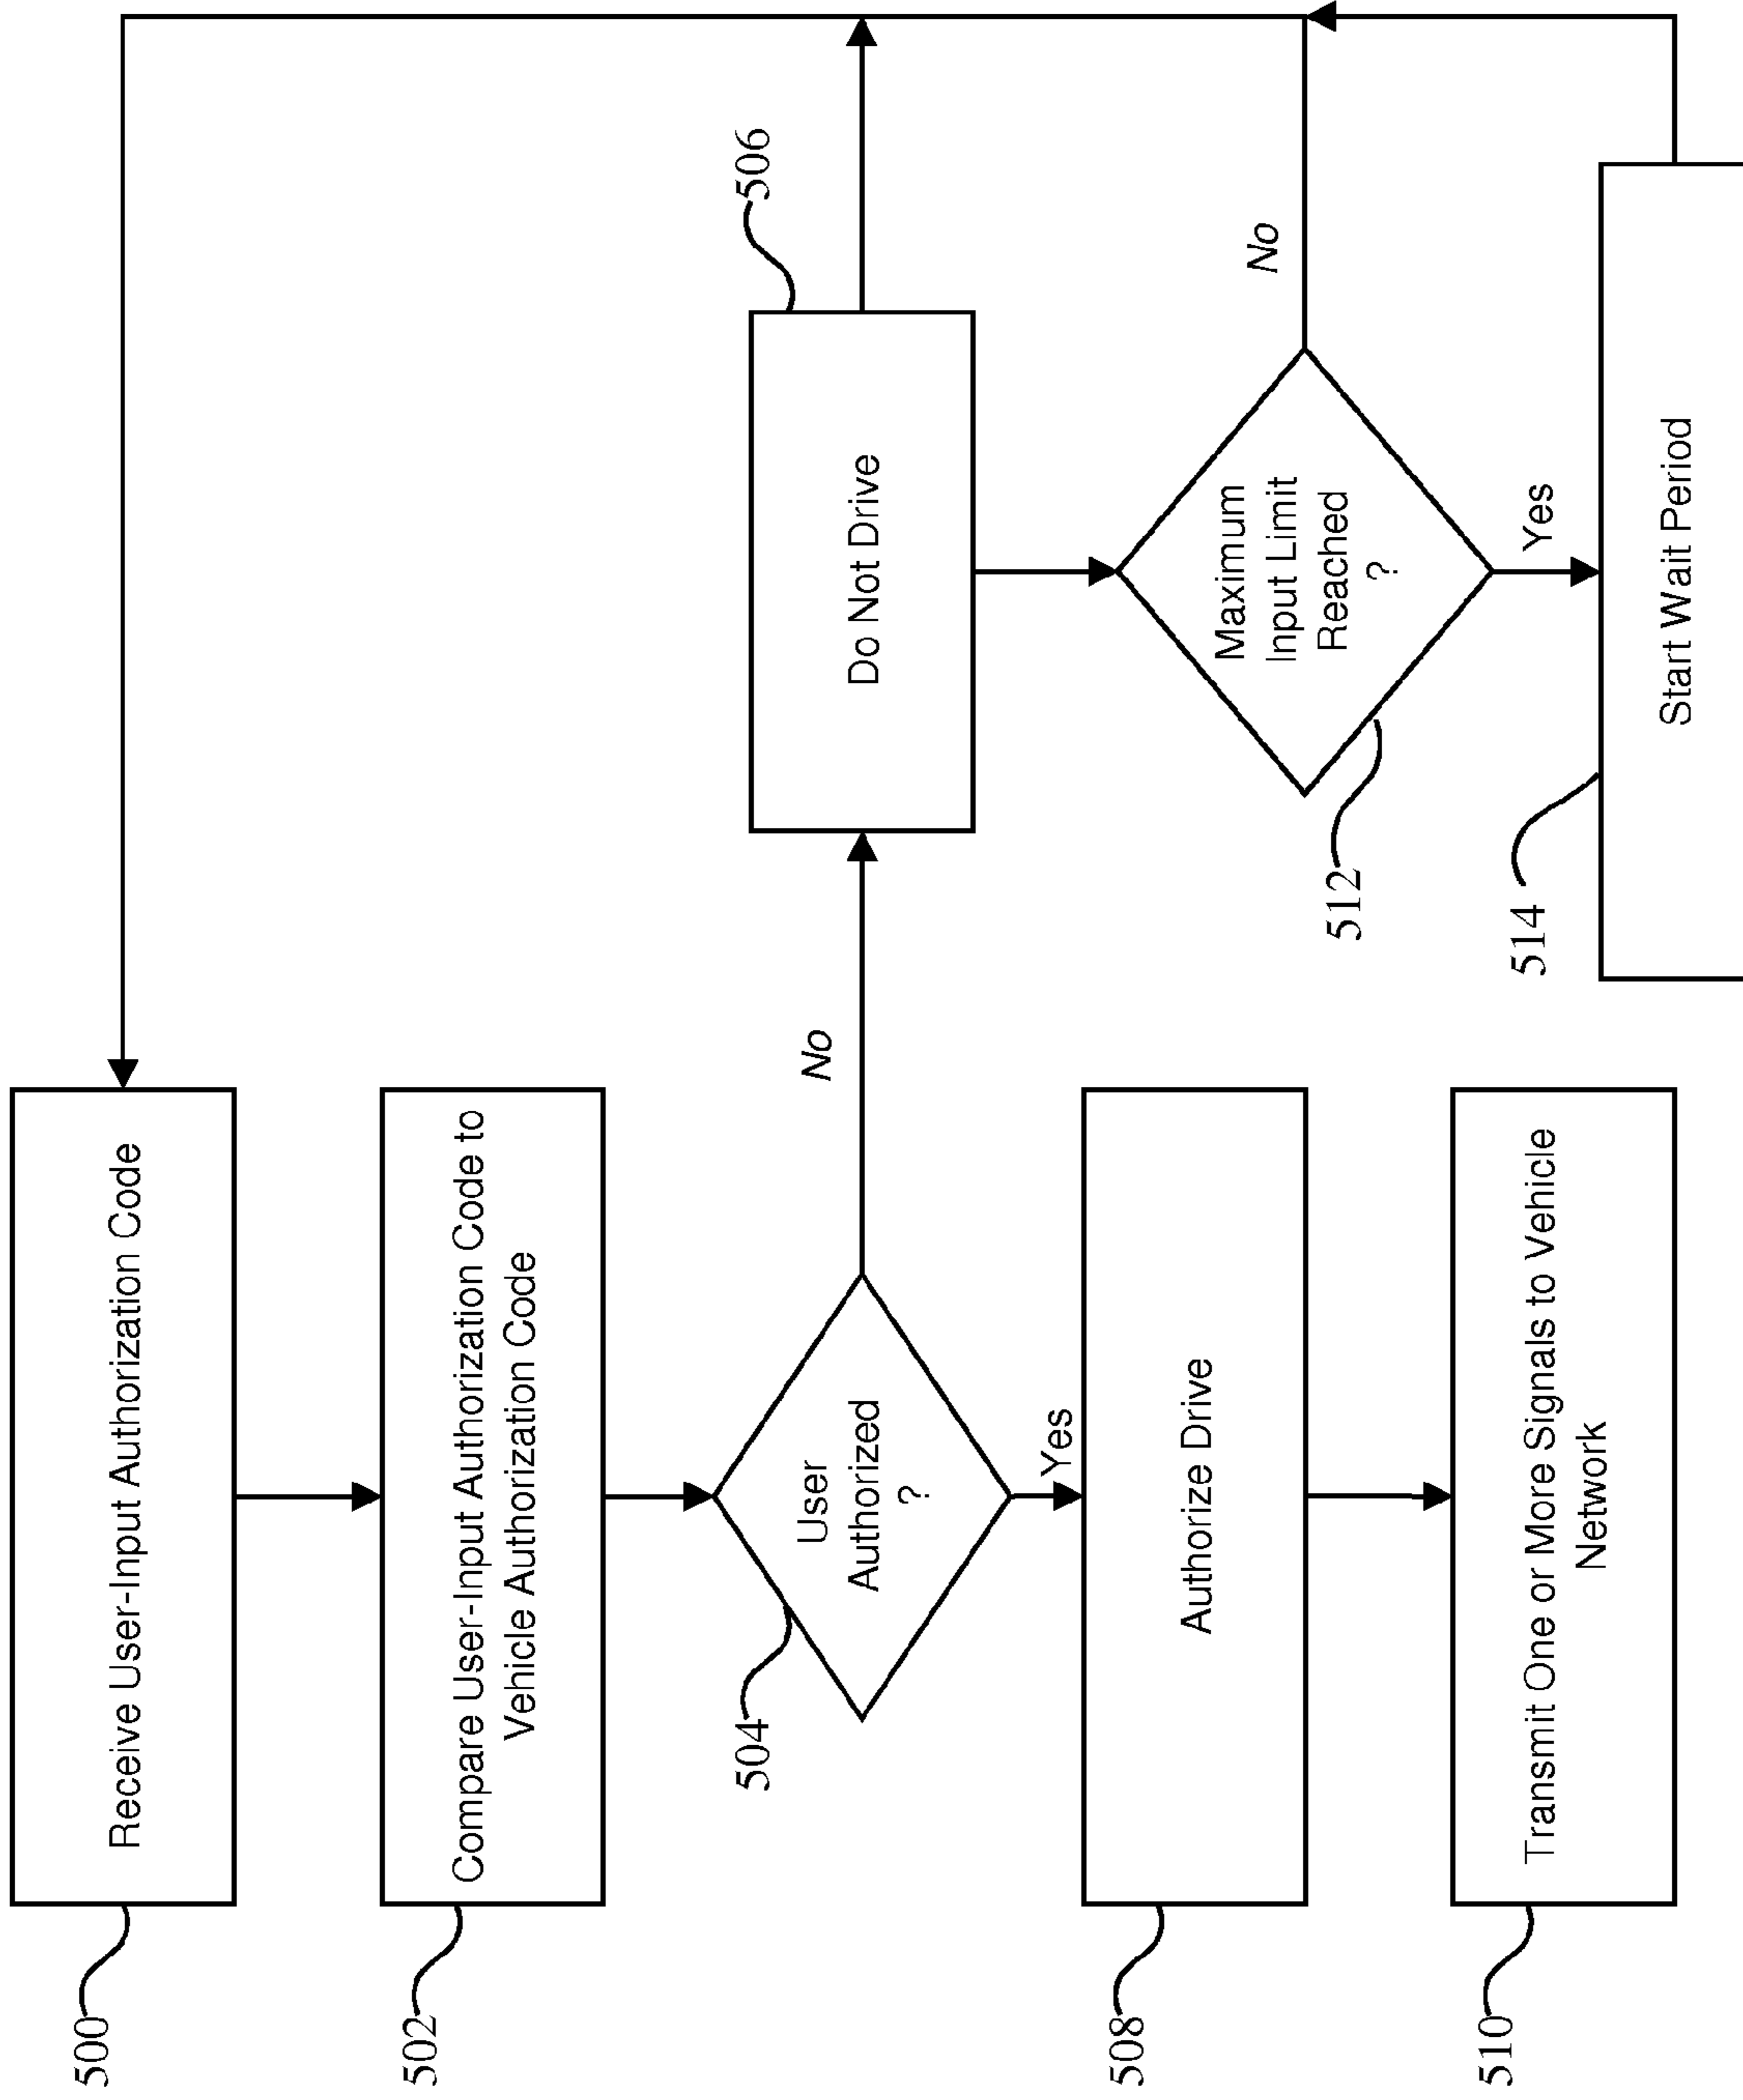 500
Receive User-Input Authorization Code
502
Compare User-Input Authorization Code to
Vehicle Authorization Code
504
User
Authorized
?
No
Yes
506
Do Not Drive
508
Authorize Drive
512
Maximum
Input Limit
Reached
?
No
Yes
510
Transmit One or More Signals to Vehicle
Network
514
Start Wait Period